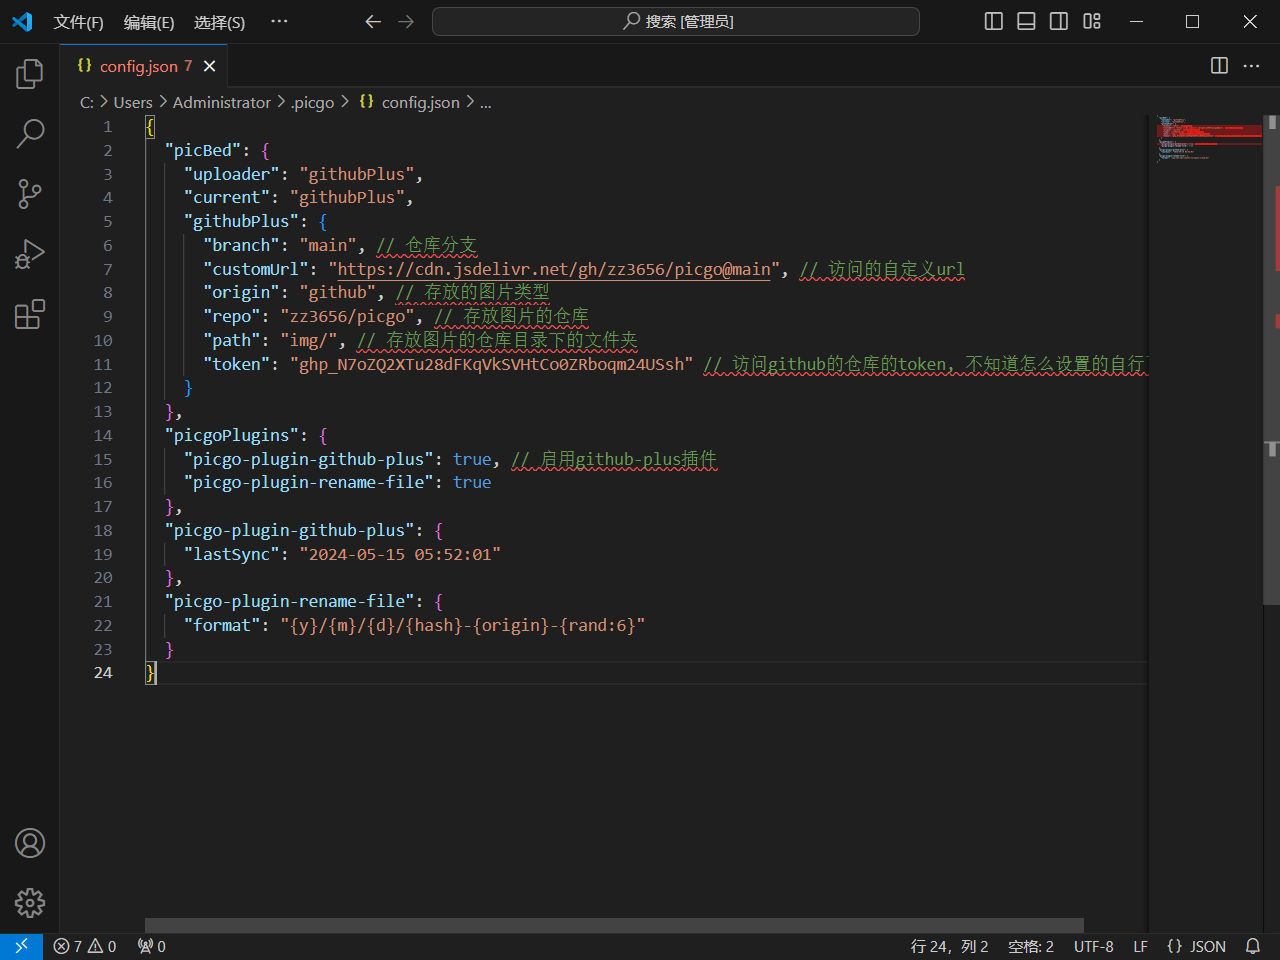 文件(F) 编辑(E) 选择(S) ··· 搜索 [管理员]
{} config.json 7
C: > Users > Administrator > .picgo > {} config.json > ...
1 {
2 "picBed": {
3 "uploader": "githubPlus",
4 "current": "githubPlus",
5 "githubPlus": {
6 "branch": "main", // 仓库分支
7 "customUrl": "https://cdn.jsdelivr.net/gh/zz3656/picgo@main", // 访问的自定义url
8 "origin": "github", // 存放的图片类型
9 "repo": "zz3656/picgo", // 存放图片的仓库
10 "path": "img/", // 存放图片的仓库目录下的文件夹
11 "token": "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" // 访问github的仓库的token, 不知道怎么设置的自行
12 }
13 },
14 "picgoPlugins": {
15 "picgo-plugin-github-plus": true, // 启用github-plus插件
16 "picgo-plugin-rename-file": true
17 },
18 "picgo-plugin-github-plus": {
19 "lastSync": "2024-05-15 05:52:01"
20 },
21 "picgo-plugin-rename-file": {
22 "format": "{y}/{m}/{d}/{hash}-{origin}-{rand:6}"
23 }
24 }
7 0 0 行 24，列 2 空格: 2 UTF-8 LF {} JSON